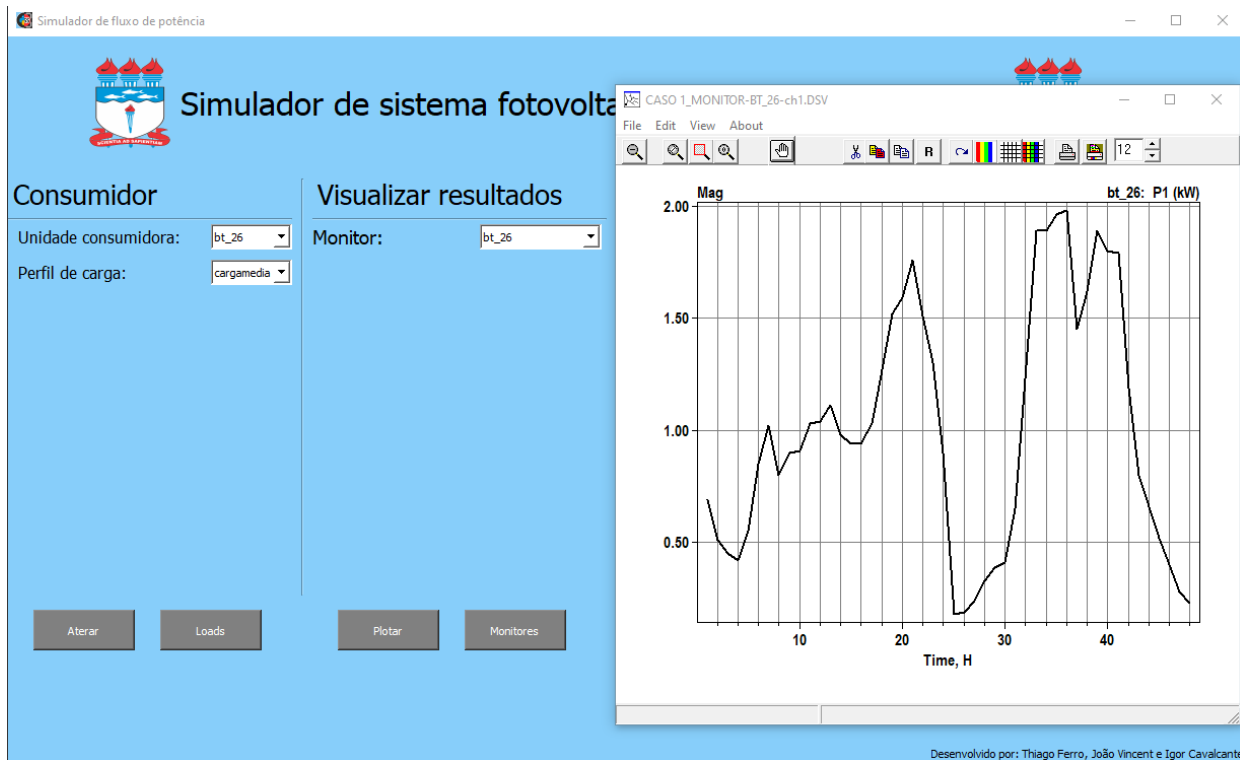 Simulador de fluxo de potência
Simulador de sistema fotovolta
SCIENTIA AD SAPIENTIAM
Consumidor
Unidade consumidora:
bt_26
Perfil de carga:
cargamedia
Aterar
Loads
Visualizar resultados
Monitor:
bt_26
Plotar
Monitores
CASO 1_MONITOR-BT_26-ch1.DSV
File Edit View About
R
12
Mag
bt_26: P1 (kW)
2.00
1.50
1.00
0.50
10 20 30 40
Time, H
Desenvolvido por: Thiago Ferro, João Vincent e Igor Cavalcante